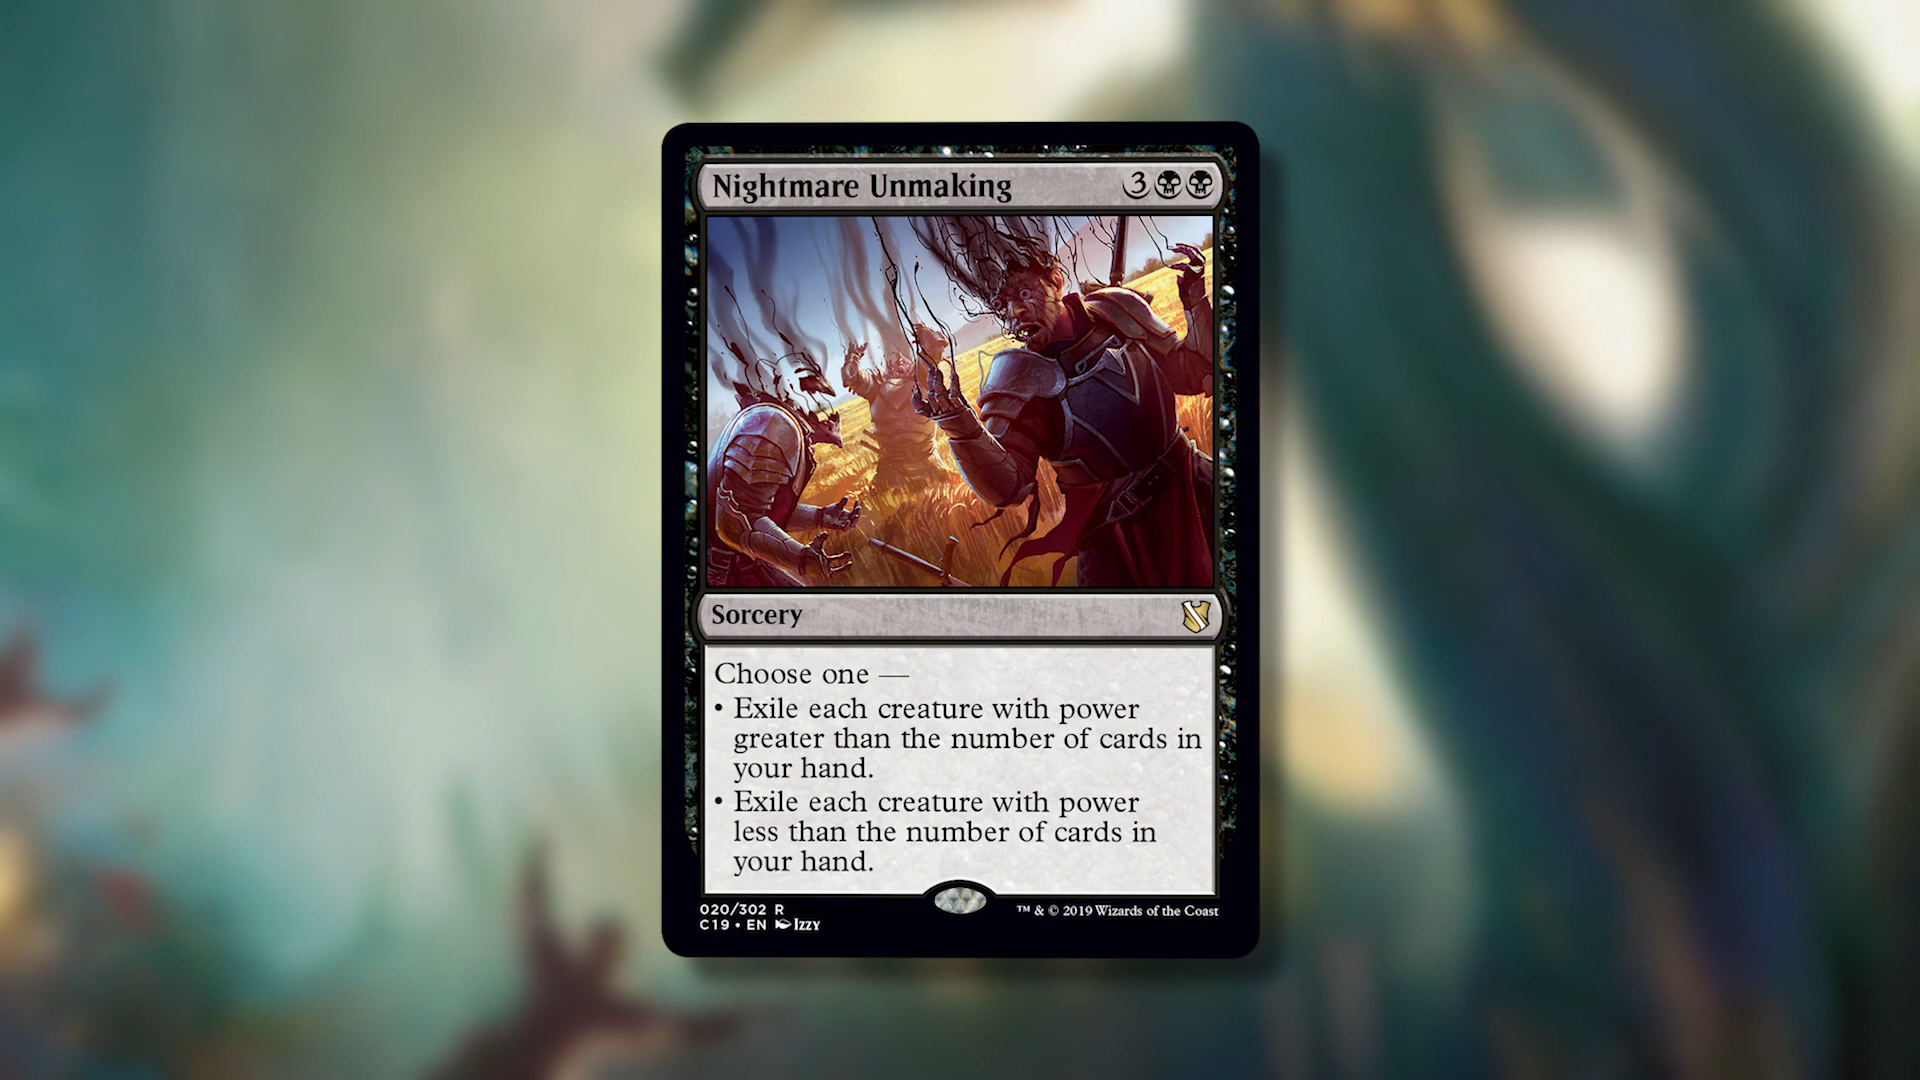 Nightmare Unmaking 3
Sorcery
Choose one —
• Exile each creature with power
greater than the number of cards in
your hand.
• Exile each creature with power
less than the number of cards in
your hand.
020/302 R
C19 • EN Izzy
™ & © 2019 Wizards of the Coast